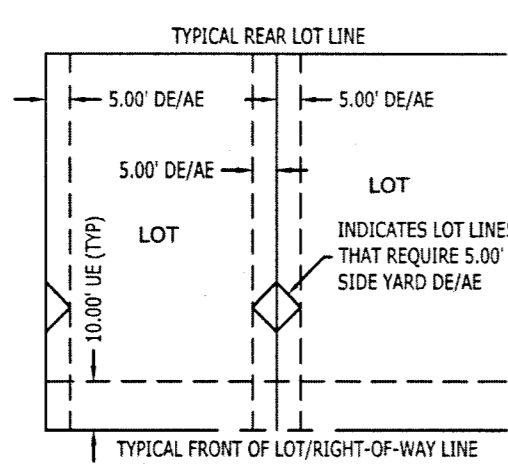 TYPICAL REAR LOT LINE
5.00' DE/AE
5.00' DE/AE
5.00' DE/AE
LOT
LOT
INDICATES LOT LINES
THAT REQUIRE 5.00'
SIDE YARD DE/AE
10.00' UE (TYP)
TYPICAL FRONT OF LOT/RIGHT-OF-WAY LINE